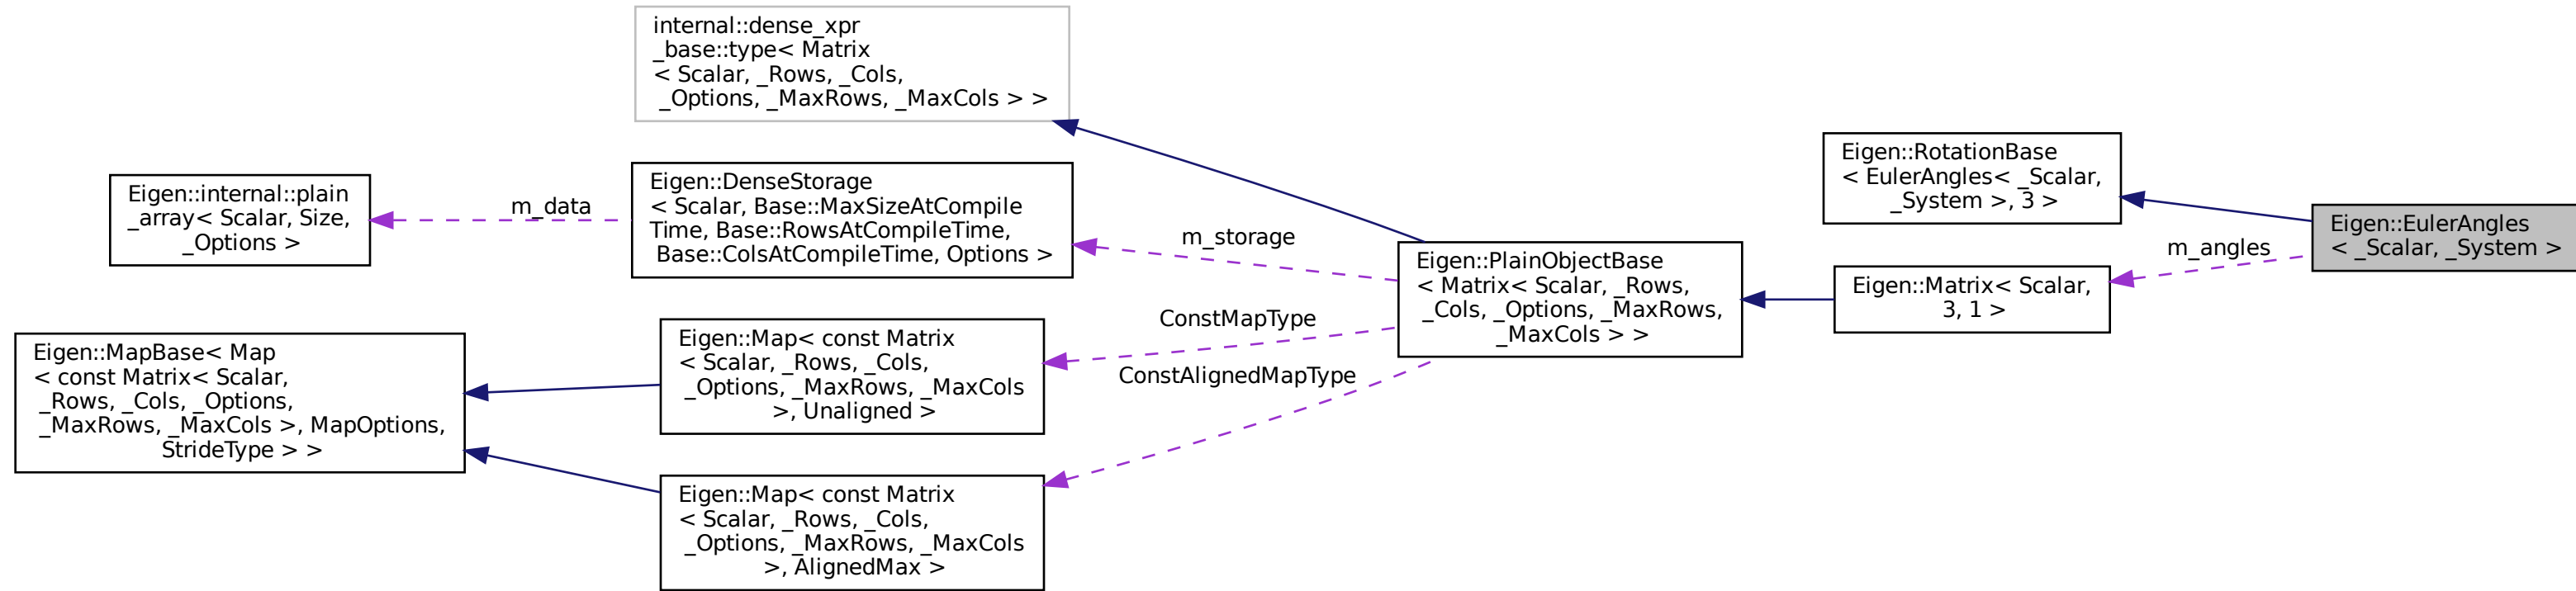 internal::dense_xpr
_base::type< Matrix
< Scalar, _Rows, _Cols,
_Options, _MaxRows, _MaxCols > >
Eigen::internal::plain
_array< Scalar, Size,
_Options >
m_data
Eigen::DenseStorage
< Scalar, Base::MaxSizeAtCompile
Time, Base::RowsAtCompileTime,
Base::ColsAtCompileTime, Options >
Eigen::MapBase< Map
< const Matrix< Scalar,
_Rows, _Cols, _Options,
_MaxRows, _MaxCols >, MapOptions,
StrideType > >
Eigen::Map< const Matrix
< Scalar, _Rows, _Cols,
_Options, _MaxRows, _MaxCols
>, Unaligned >
Eigen::Map< const Matrix
< Scalar, _Rows, _Cols,
_Options, _MaxRows, _MaxCols
>, AlignedMax >
m_storage
ConstMapType
ConstAlignedMapType
Eigen::PlainObjectBase
< Matrix< Scalar, _Rows,
_Cols, _Options, _MaxRows,
_MaxCols > >
Eigen::RotationBase
< EulerAngles< _Scalar,
_System >, 3 >
Eigen::Matrix< Scalar,
3, 1 >
m_angles
Eigen::EulerAngles
< _Scalar, _System >